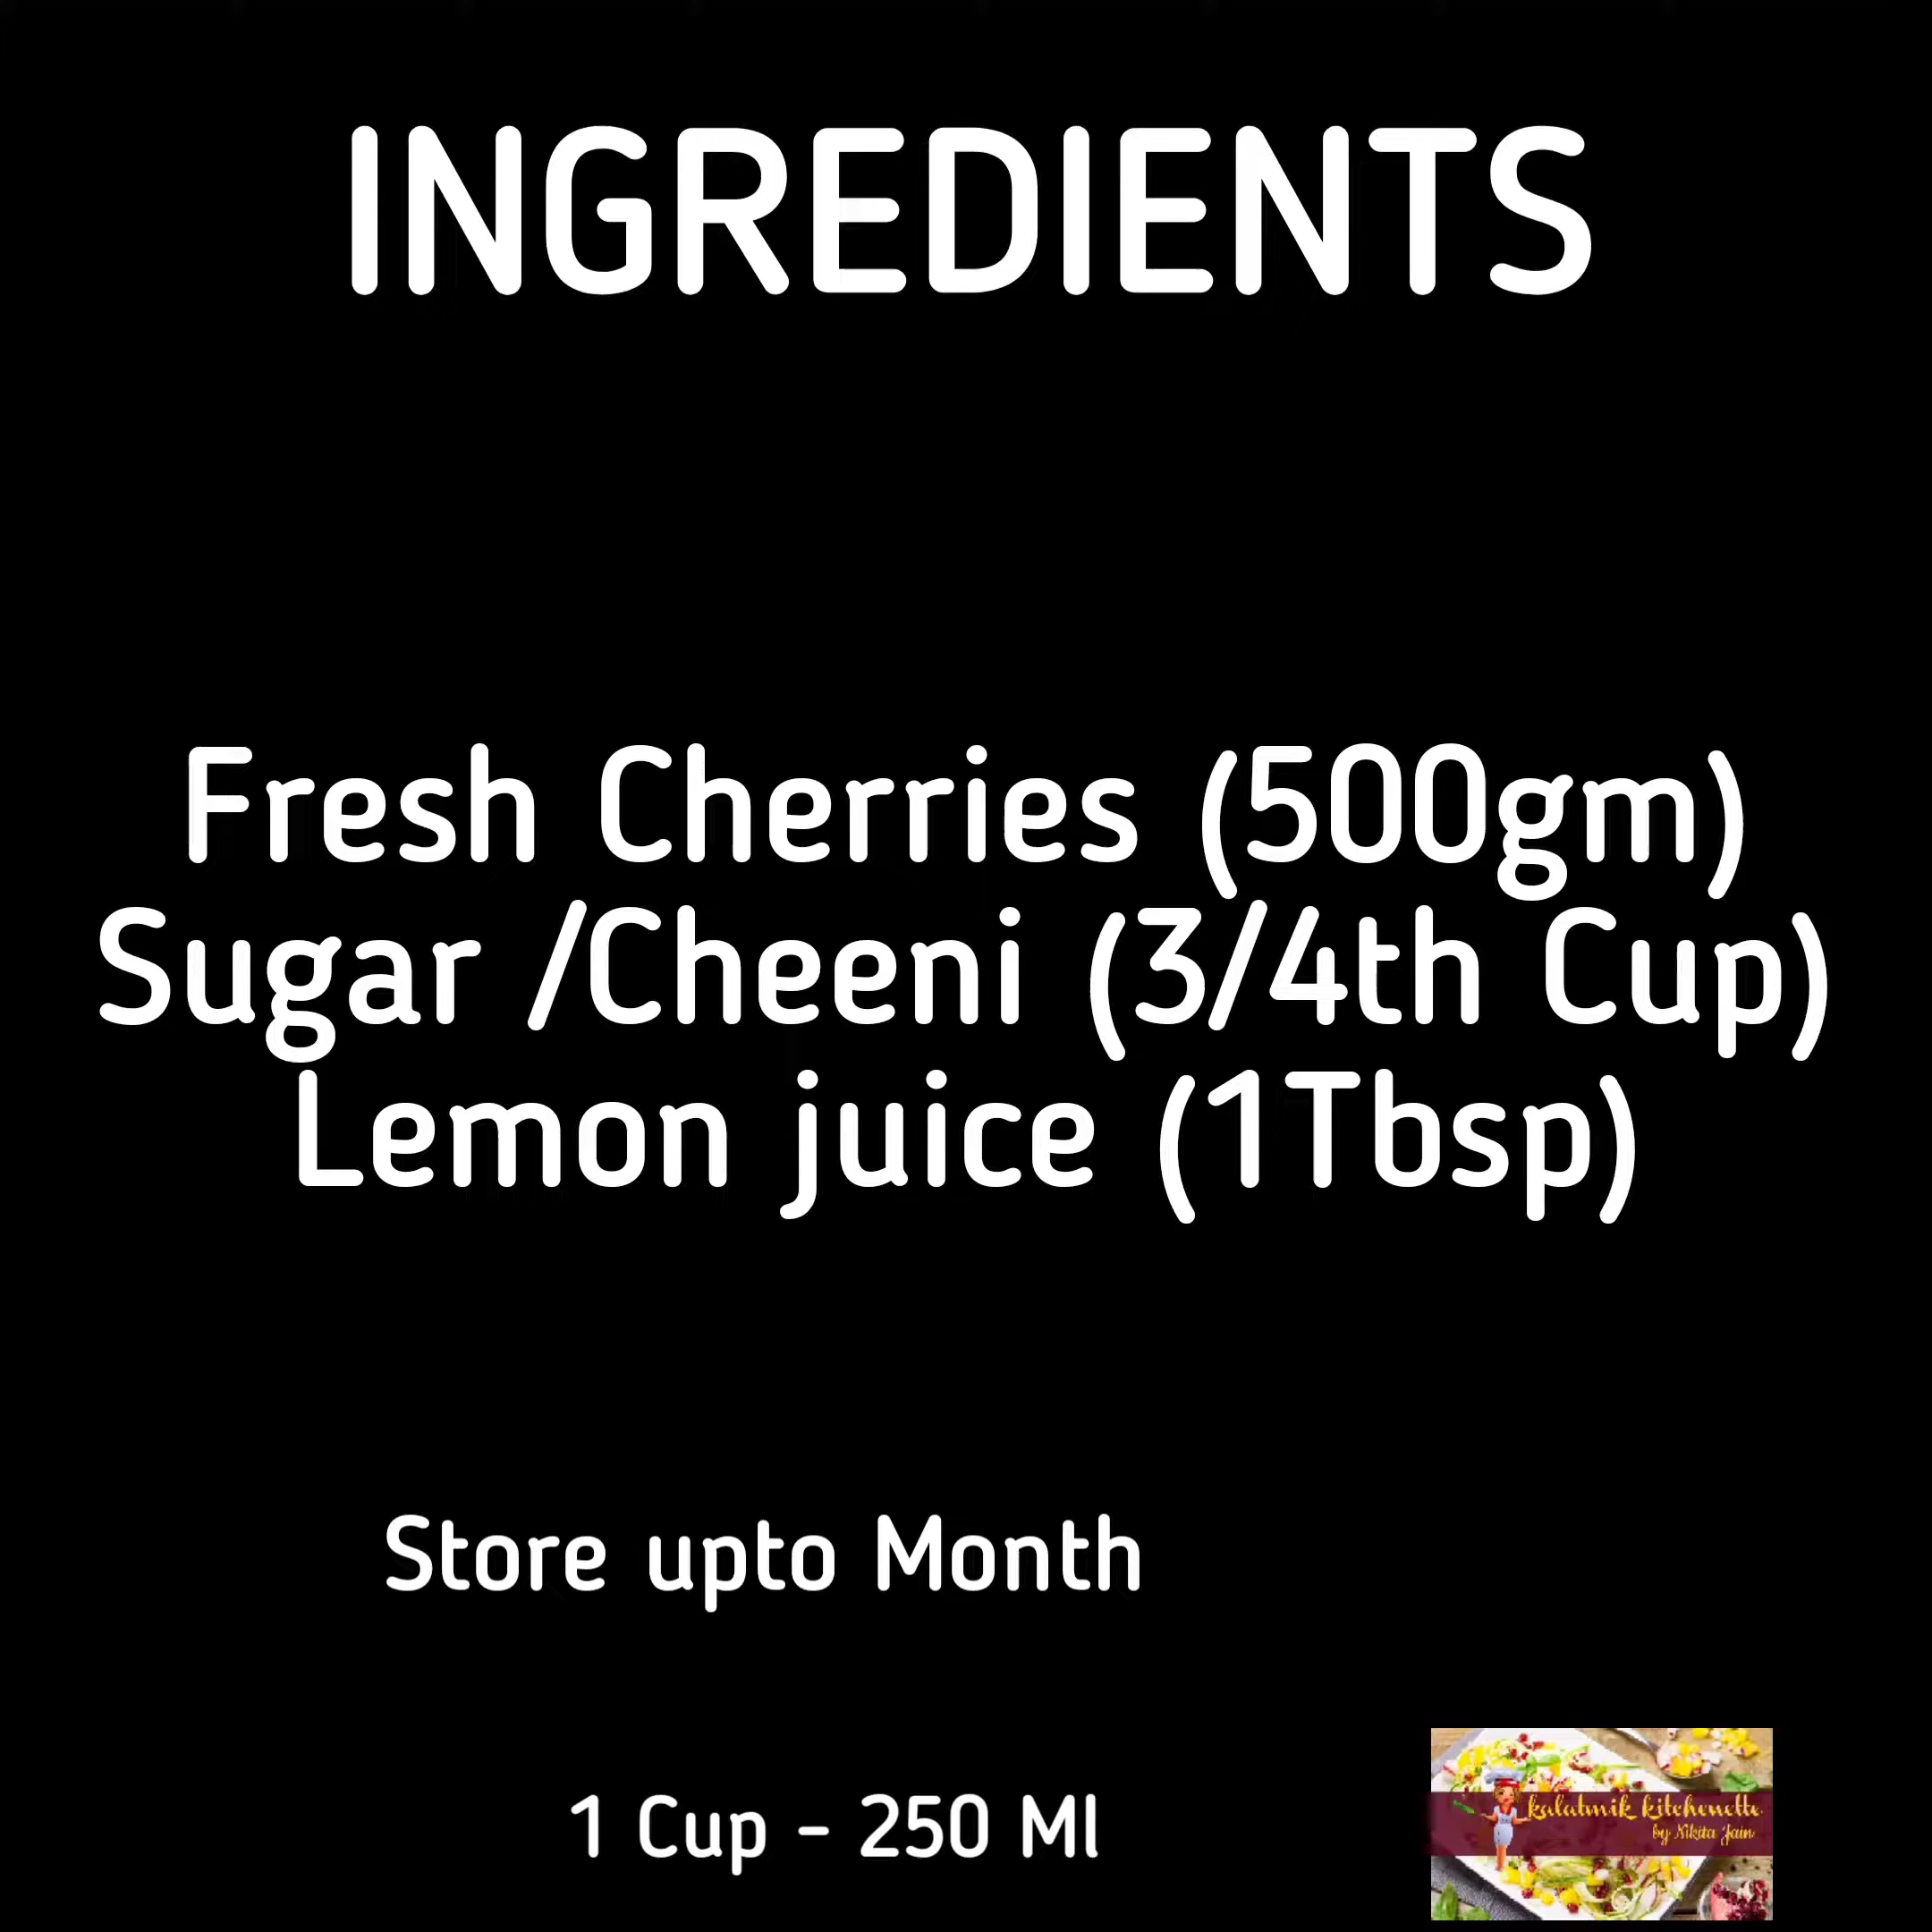 INGREDIENTS
Fresh Cherries (500gm)
Sugar /Cheeni (3/4th Cup)
Lemon juice (1Tbsp)
Store upto Month
1 Cup - 250 Ml
kalatmik kitchenette
by Nikita Jain